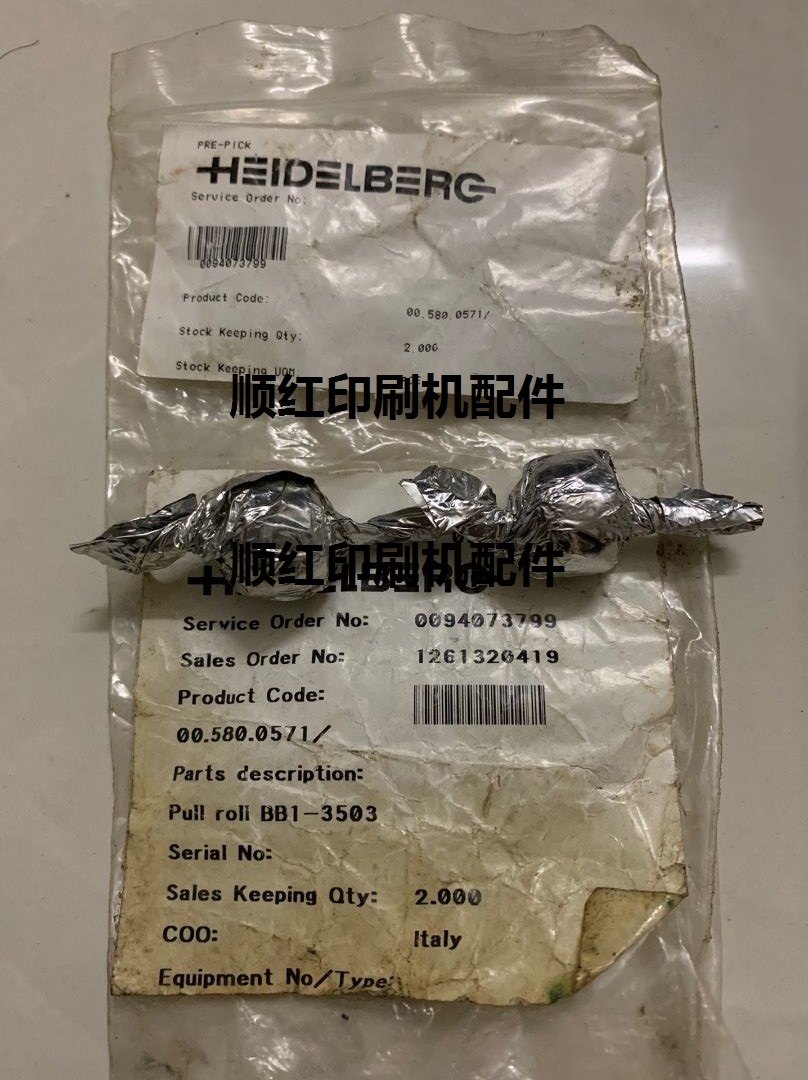 PRE-PICK
HEIDELBERG
Service Order No:
0094073799
Product Code:
00.580.0571/
Stock Keeping Qty:
2.000
Stock Keeping UOM
顺红印刷机配件
顺红印刷机配件
Service Order No: 0094073799
Sales Order No: 1261320419
Product Code:
00.580.0571/
Parts description:
Pull roll BB1-3503
Serial No:
Sales Keeping Qty: 2.000
COO: Italy
Equipment No/Type: